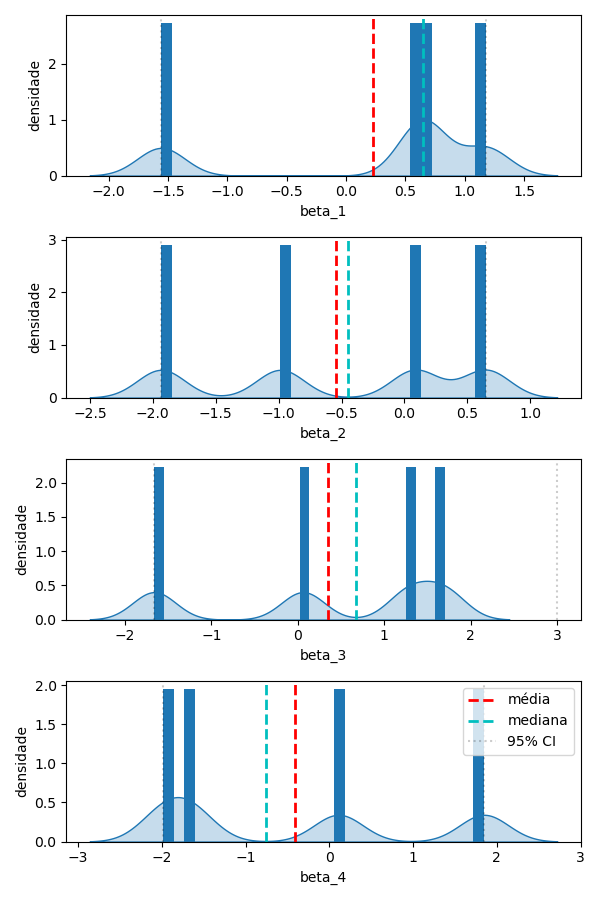 densidade
2
1
0
−2.0 −1.5 −1.0 −0.5 0.0 0.5 1.0 1.5
beta_1
densidade
3
2
1
0
−2.5 −2.0 −1.5 −1.0 −0.5 0.0 0.5 1.0
beta_2
densidade
2.0
1.5
1.0
0.5
0.0
−2 −1 0 1 2 3
beta_3
densidade
2.0
1.5
1.0
0.5
0.0
média
mediana
95% CI
−3 −2 −1 0 1 2 3
beta_4